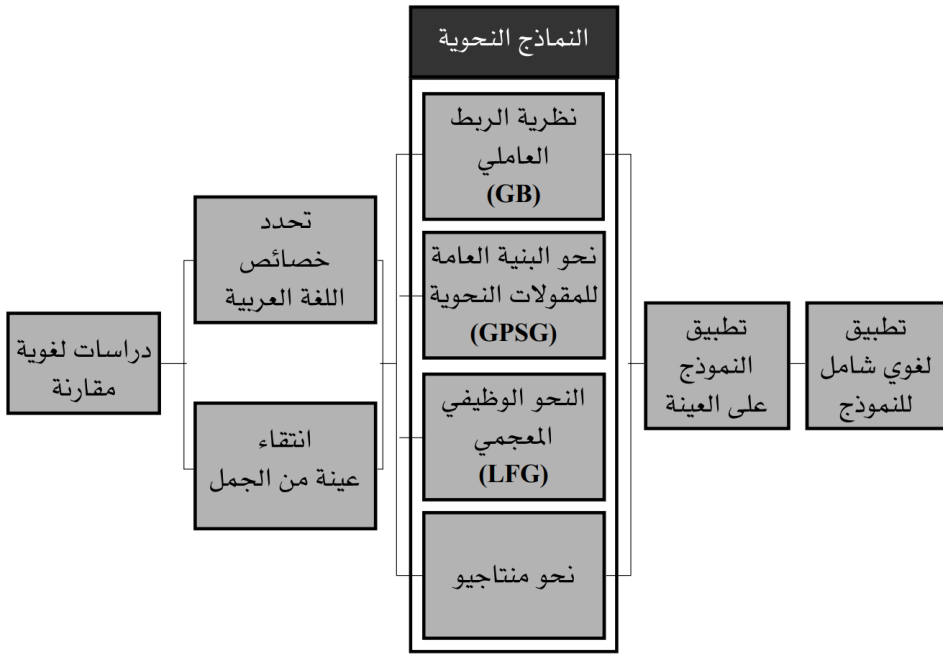 النماذج النحوية
نظرية الربط
العاملي
(GB)
نحو البنية العامة
للمقولات النحوية
(GPSG)
النحو الوظيفي
المعجمي
(LFG)
نحو منتاجيو
تحدد
خصائص
اللغة العربية
انتقاء
عينة من الجمل
دراسات لغوية
مقارنة
تطبيق
النموذج
على العينة
تطبيق
لغوي شامل
للنموذج